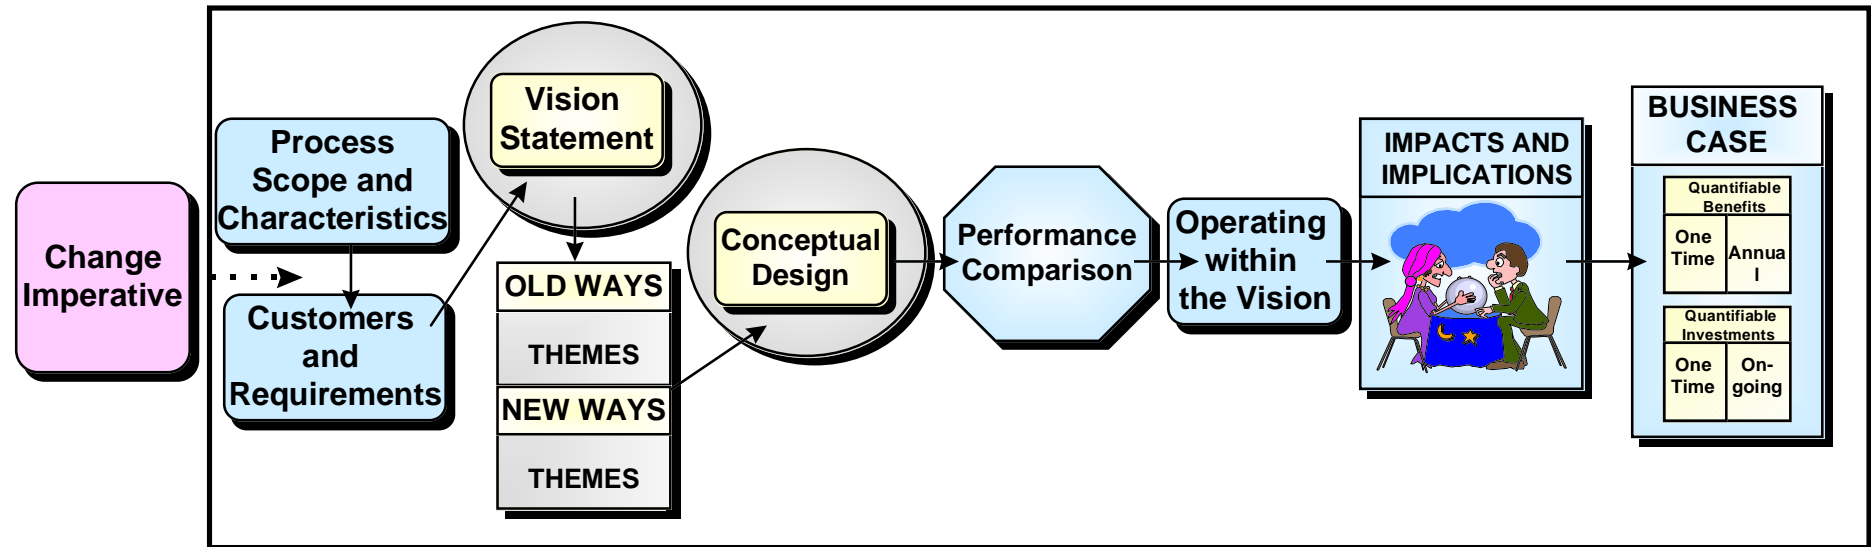 Change
Imperative
Process
Scope and
Characteristics
Customers
and
Requirements
Vision
Statement
OLD WAYS
THEMES
NEW WAYS
THEMES
Conceptual
Design
Performance
Comparison
Operating
within
the Vision
IMPACTS AND
IMPLICATIONS
BUSINESS
CASE
Quantifiable
Benefits
One
Time
Annua
l
Quantifiable
Investments
One
Time
On-
going